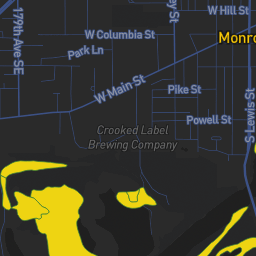 W Hill St
W Columbia St
Park Ln
179th Ave SE
W Main St
Pike St
Powell St
S Lewis St
Crooked Label
Brewing Company